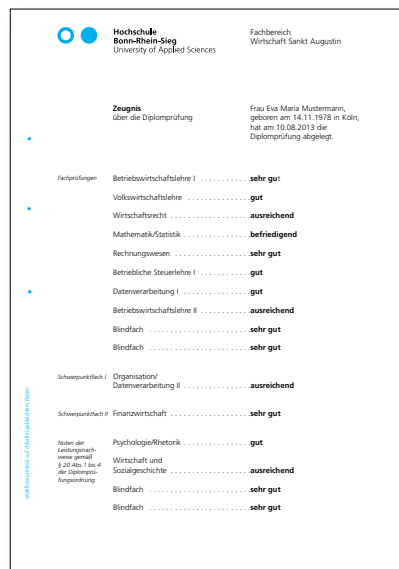 Hochschule
Bonn-Rhein-Sieg
University of Applied Sciences
Fachbereich
Wirtschaft Sankt Augustin
Zeugnis
über die Diplomprüfung
Frau Eva Maria Mustermann,
geboren am 14.11.1978 in Köln,
hat am 10.08.2013 die
Diplomprüfung abgelegt.
Fachprüfungen
Betriebswirtschaftslehre I . . . . . . . . . . . . sehr gut
Volkswirtschaftslehre . . . . . . . . . . . . . . . gut
Wirtschaftsrecht . . . . . . . . . . . . . . . . . . . ausreichend
Mathematik/Statistik . . . . . . . . . . . . . . . . befriedigend
Rechnungswesen . . . . . . . . . . . . . . . . . . sehr gut
Betriebliche Steuerlehre I . . . . . . . . . . . . gut
Datenverarbeitung I . . . . . . . . . . . . . . . . gut
Betriebswirtschaftslehre II . . . . . . . . . . . ausreichend
Blindfach . . . . . . . . . . . . . . . . . . . . . . . . sehr gut
Blindfach . . . . . . . . . . . . . . . . . . . . . . . . sehr gut
Schwerpunktfach I
Organisation/
Datenverarbeitung II . . . . . . . . . . . . . . . ausreichend
Schwerpunktfach II
Finanzwirtschaft . . . . . . . . . . . . . . . . . . . sehr gut
Noten der
Leistungsnach-
weise gemäß
§ 20 Abs.1 bis 4
der Diplomprü-
fungsordnung
Psychologie/Rhetorik . . . . . . . . . . . . . . . gut
Wirtschaft und
Sozialgeschichte . . . . . . . . . . . . . . . . . . ausreichend
Blindfach . . . . . . . . . . . . . . . . . . . . . . . . sehr gut
Blindfach . . . . . . . . . . . . . . . . . . . . . . . . sehr gut